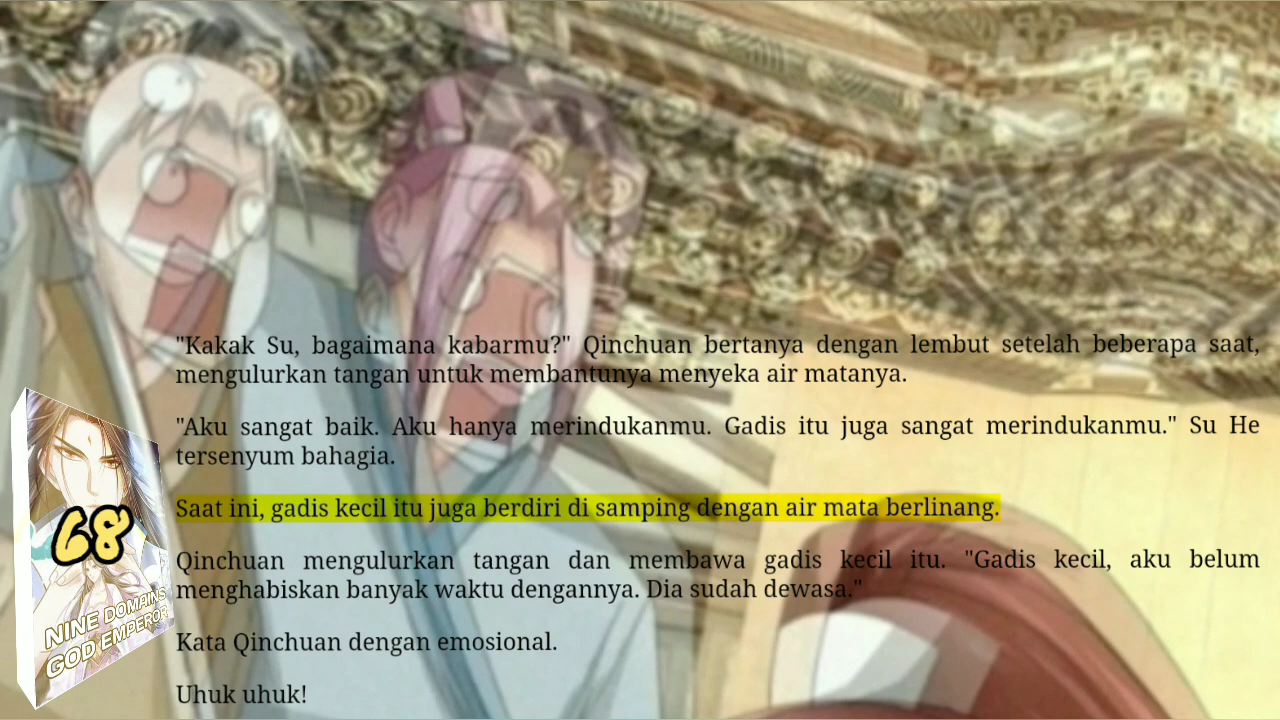 "Kakak Su, bagaimana kabarmu?" Qinchuan bertanya dengan lembut setelah beberapa saat,
mengulurkan tangan untuk membantunya menyeka air matanya.
"Aku sangat baik. Aku hanya merindukanmu. Gadis itu juga sangat merindukanmu." Su He
tersenyum bahagia.
Saat ini, gadis kecil itu juga berdiri di samping dengan air mata berlinang.
Qinchuan mengulurkan tangan dan membawa gadis kecil itu. "Gadis kecil, aku belum
menghabiskan banyak waktu dengannya. Dia sudah dewasa."
Kata Qinchuan dengan emosional.
Uhuk uhuk!
68
NINE DOMAINS
GOD EMPEROR